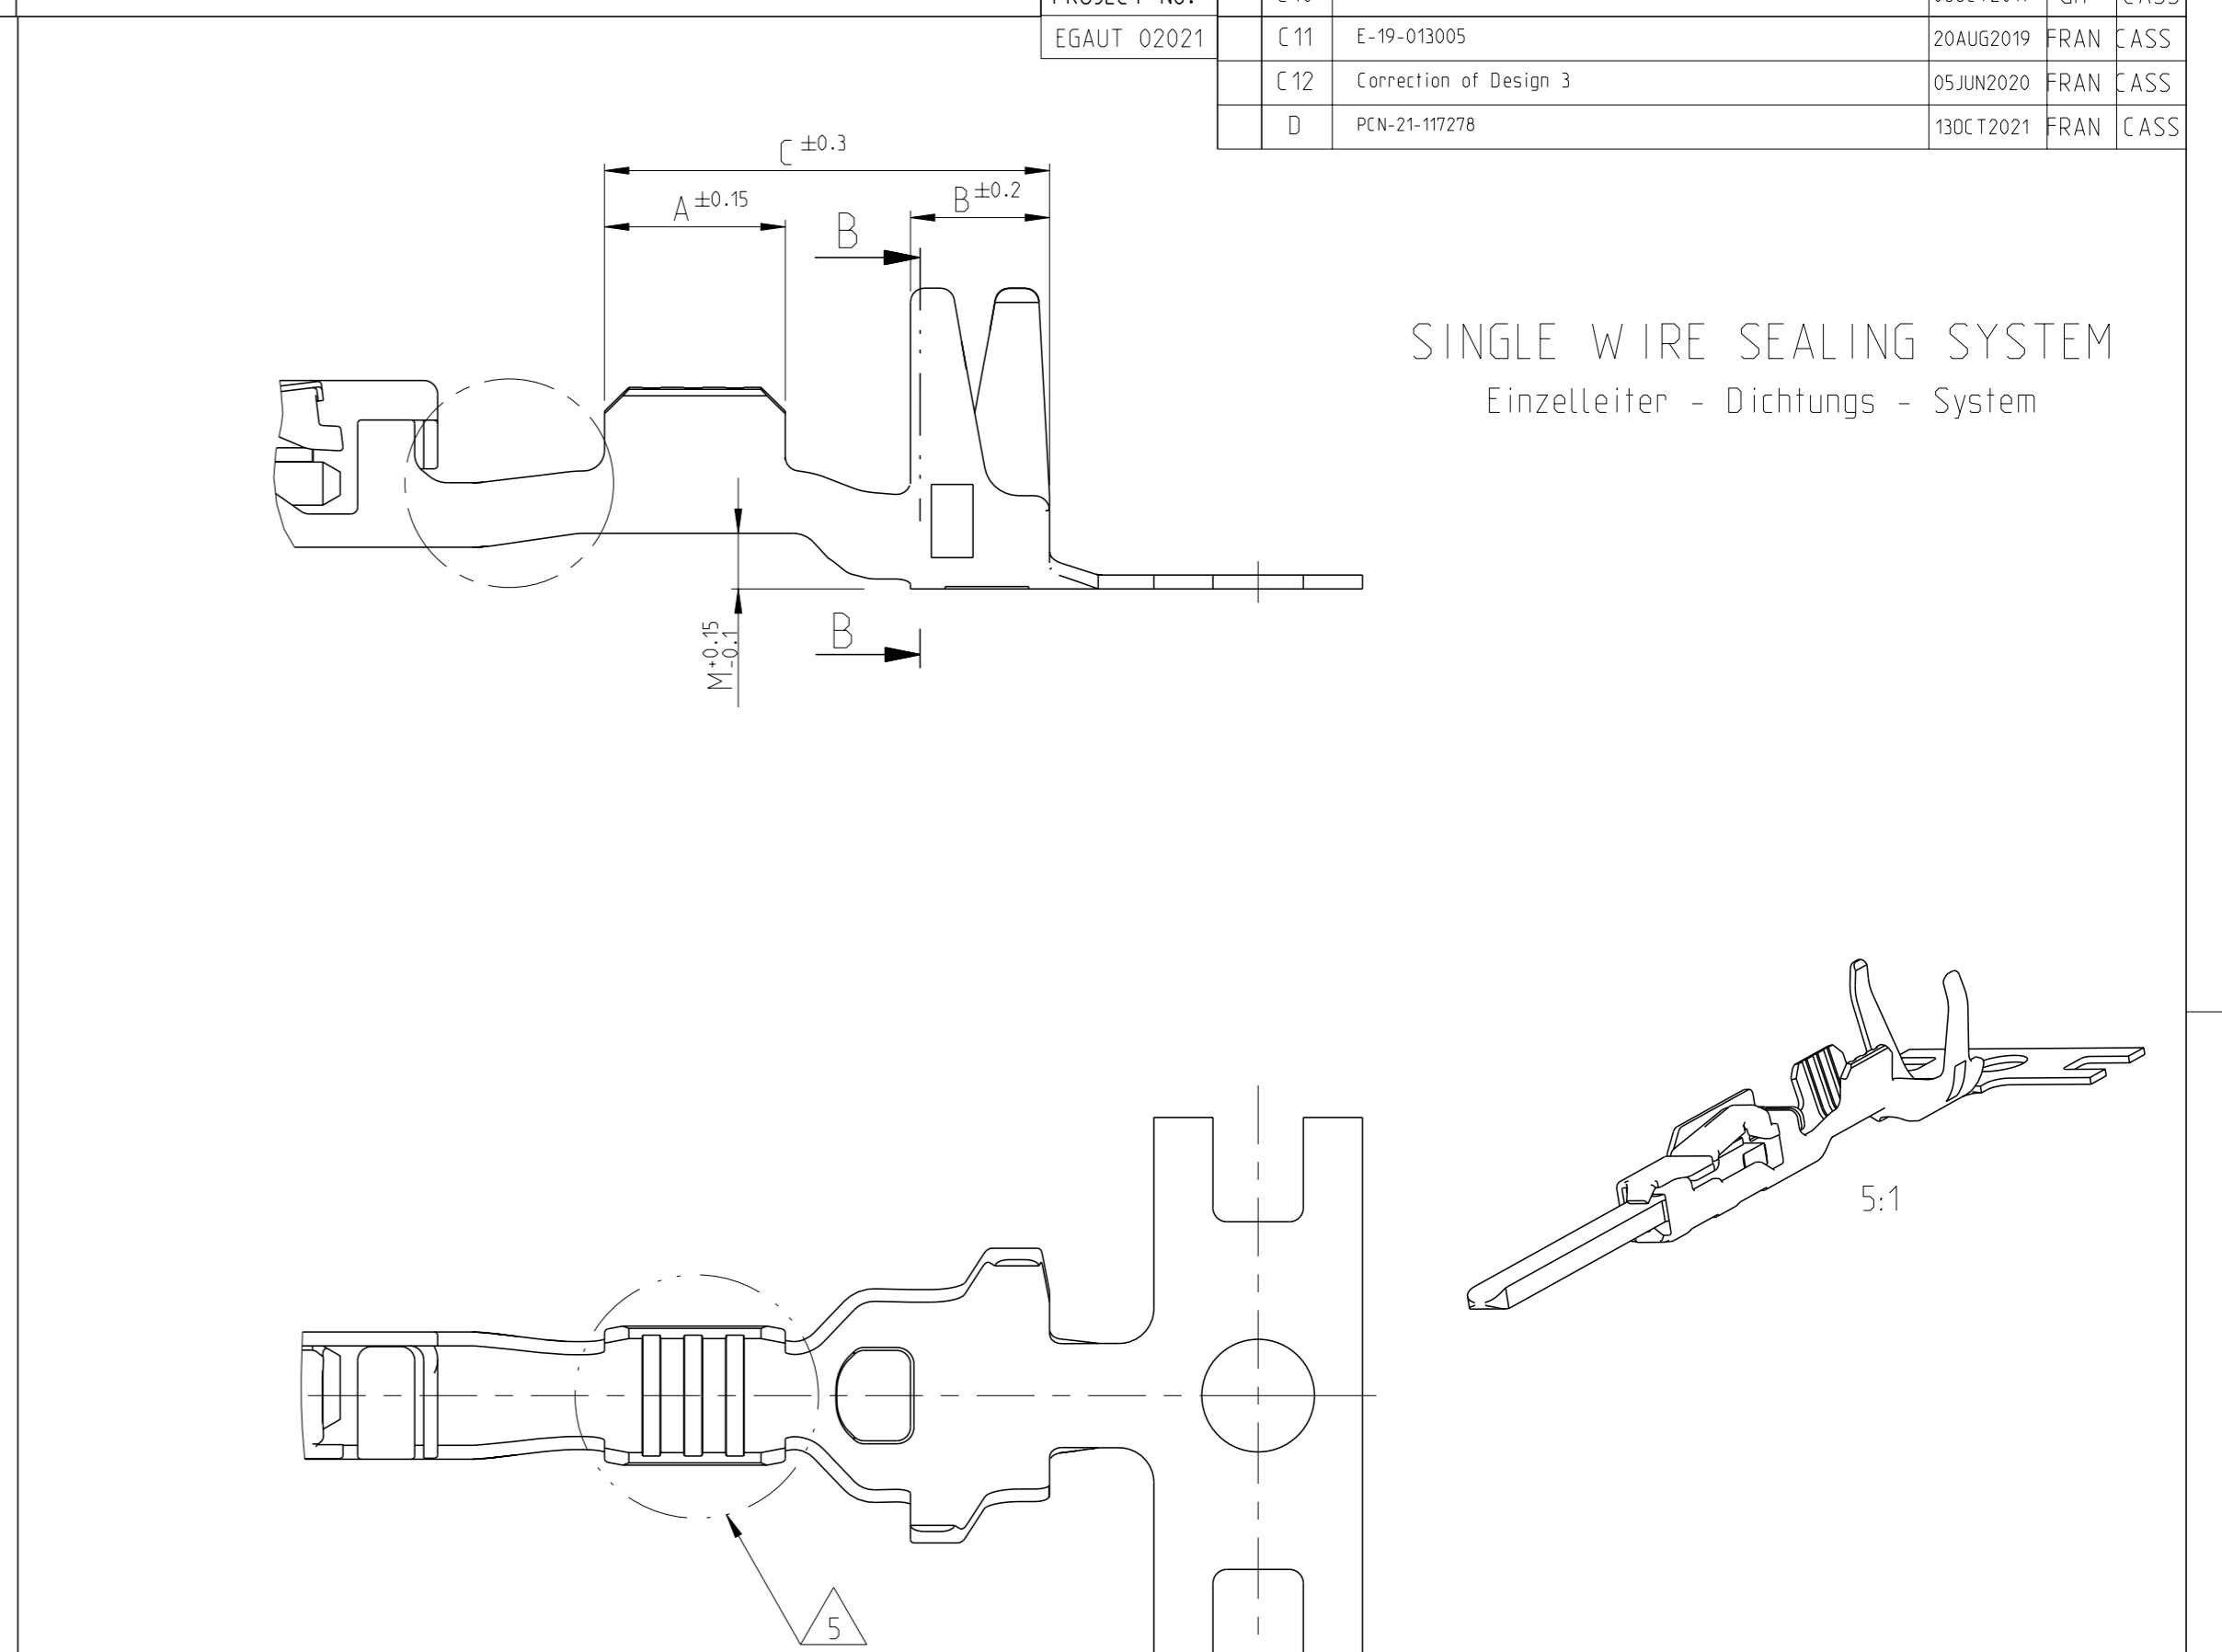 PROJECT NO.
EGAUT 02021
C11 E-19-013005 20AUG2019 FRAN CASS
C12 Correction of Design 3 05JUN2020 FRAN CASS
D PCN-21-117278 13OCT2021 FRAN CASS
C ±0.3
A ±0.15
B ±0.2
B
SINGLE WIRE SEALING SYSTEM
Einzelleiter - Dichtungs - System
B
M +0.15 -0.1
5:1
5